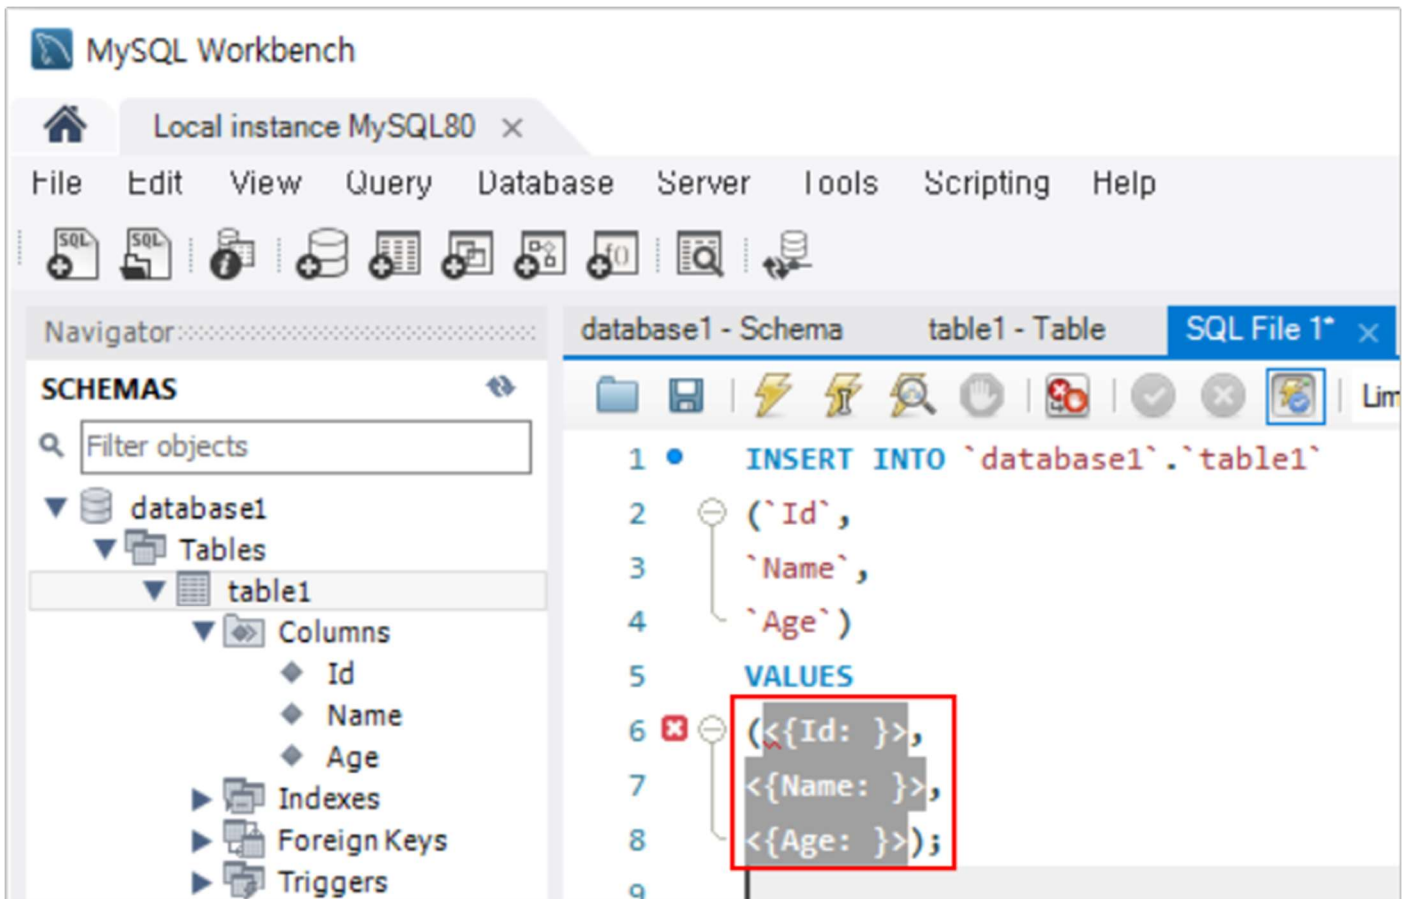 MySQL Workbench
Local instance MySQL80
File Edit View Query Database Server Tools Scripting Help
Navigator
SCHEMAS
Filter objects
database1
Tables
table1
Columns
Id
Name
Age
Indexes
Foreign Keys
Triggers
database1 - Schema table1 - Table SQL File 1*
Lim
1 INSERT INTO `database1`.`table1`
2 (`Id`,
3 `Name`,
4 `Age`)
5 VALUES
6 (<{Id: }>,
7 <{Name: }>,
8 <{Age: }>);
9